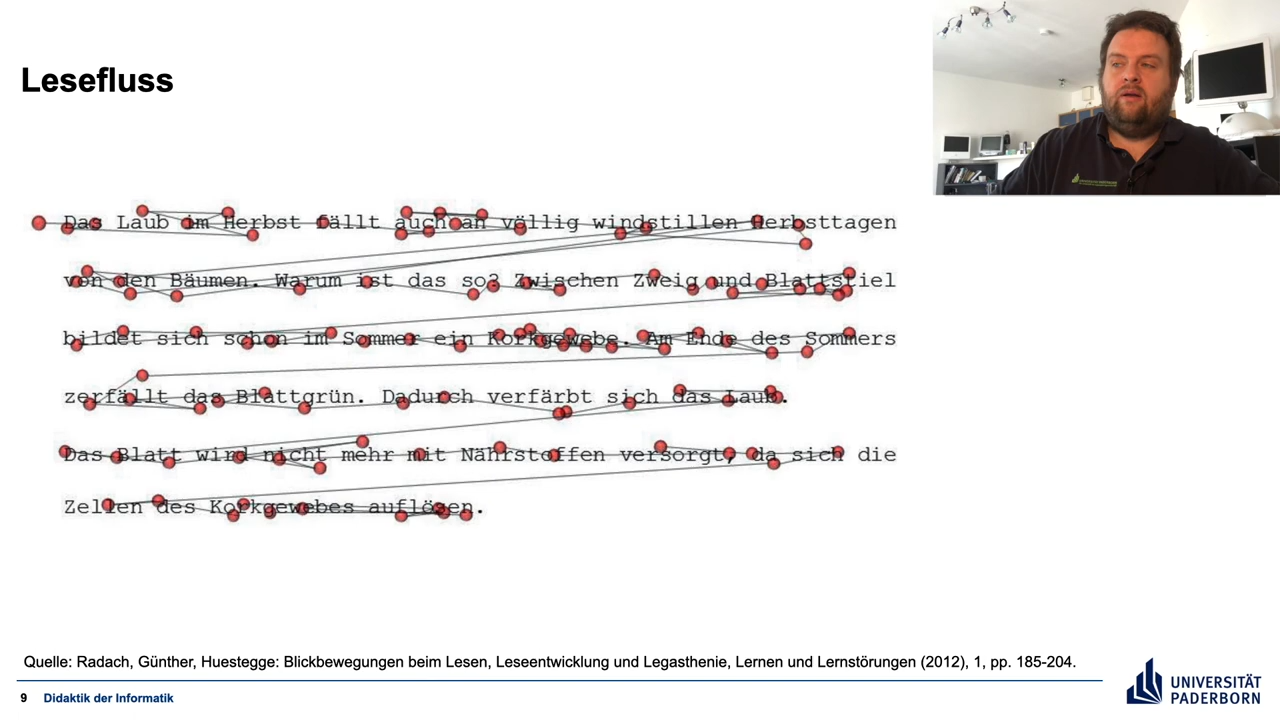 Lesefluss
Das Laub im Herbst fällt auch an völlig windstillen Herbsttagen
von den Bäumen. Warum ist das so? Zwischen Zweig und Blattstiel
bildet sich schon im Sommer ein Korkgewebe. Am Ende des Sommers
zerfällt das Blattgrün. Dadurch verfärbt sich das Laub.
Das Blatt wird nicht mehr mit Nährstoffen versorgt, da sich die
Zellen des Korkgewebes auflösen.
Quelle: Radach, Günther, Huestegge: Blickbewegungen beim Lesen, Leseentwicklung und Legasthenie, Lernen und Lernstörungen (2012), 1, pp. 185-204.
9 Didaktik der Informatik
UNIVERSITÄT
PADERBORN